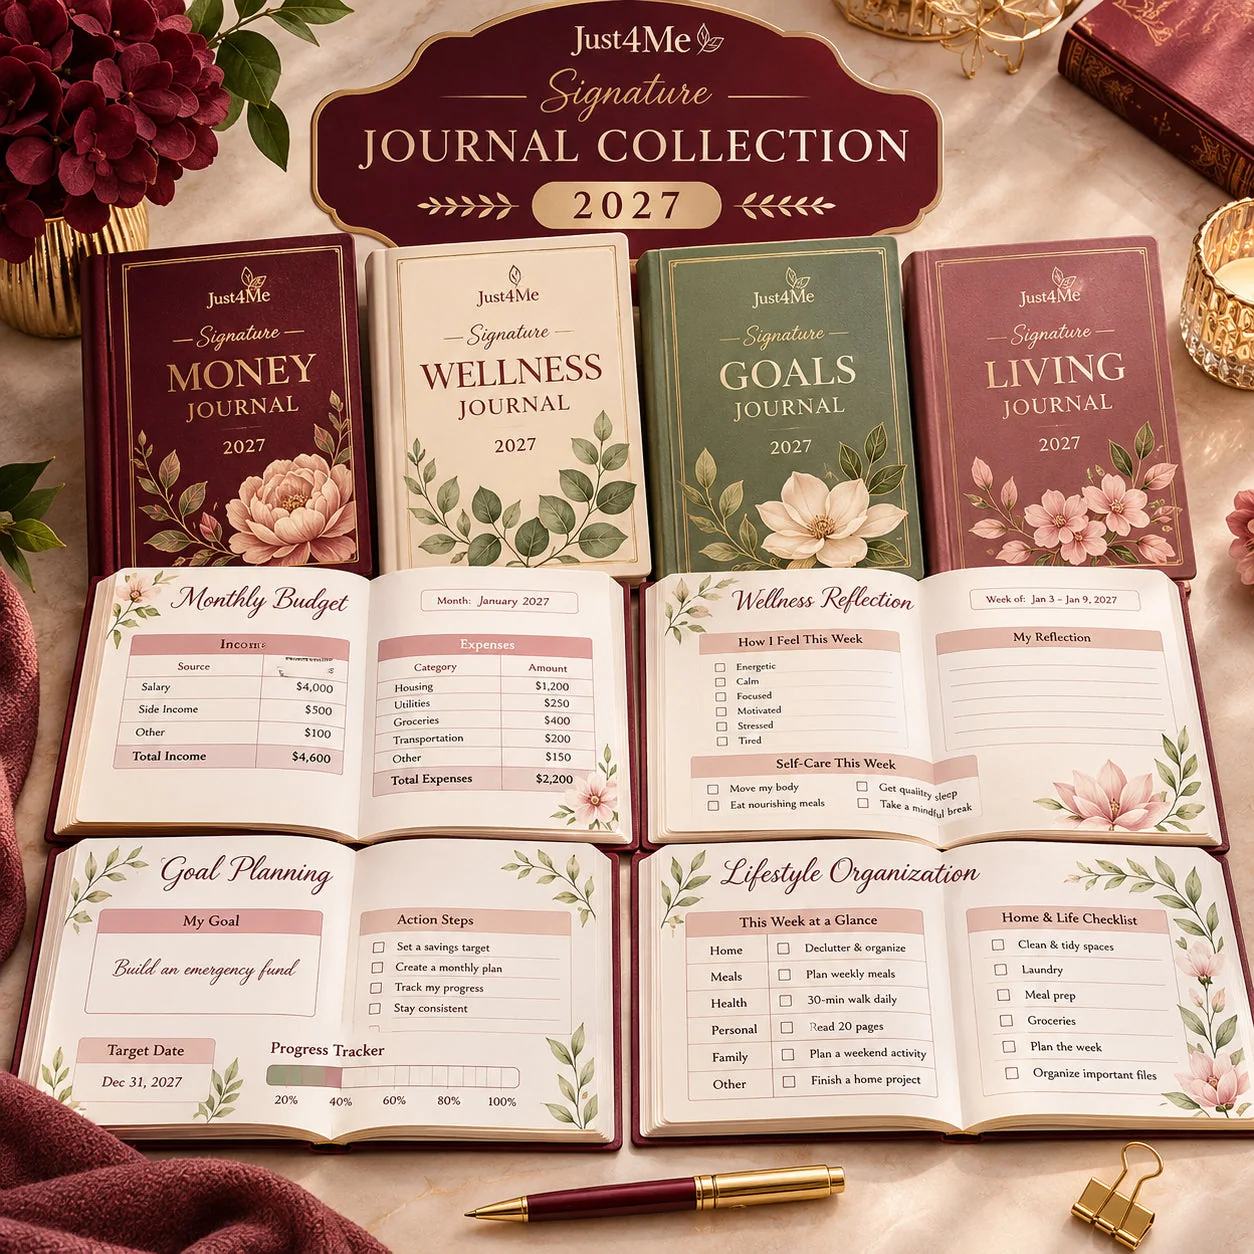 Just4Me
Signature
JOURNAL COLLECTION
2027
Just4Me
Signature
MONEY
JOURNAL
2027
Just4Me
Signature
WELLNESS
JOURNAL
2027
Just4Me
Signature
GOALS
JOURNAL
2027
Just4Me
Signature
LIVING
JOURNAL
2027
Monthly Budget
Month: January 2027
Income
Source
Salary $4,000
Side Income $500
Other $100
Total Income $4,600
Expenses
Category Amount
Housing $1,200
Utilities $250
Groceries $400
Transportation $200
Other $150
Total Expenses $2,200
Wellness Reflection
Week of: Jan 3 – Jan 9, 2027
How I Feel This Week
Energetic
Calm
Focused
Motivated
Stressed
Tired
My Reflection
Self-Care This Week
Move my body
Eat nourishing meals
Get quality sleep
Take a mindful break
Goal Planning
My Goal
Build an emergency fund
Action Steps
Set a savings target
Create a monthly plan
Track my progress
Stay consistent
Target Date
Dec 31, 2027
Progress Tracker
20% 40% 60% 80% 100%
Lifestyle Organization
This Week at a Glance
Home Declutter & organize
Meals Plan weekly meals
Health 30-min walk daily
Personal Read 20 pages
Family Plan a weekend activity
Other Finish a home project
Home & Life Checklist
Clean & tidy spaces
Laundry
Meal prep
Groceries
Plan the week
Organize important files